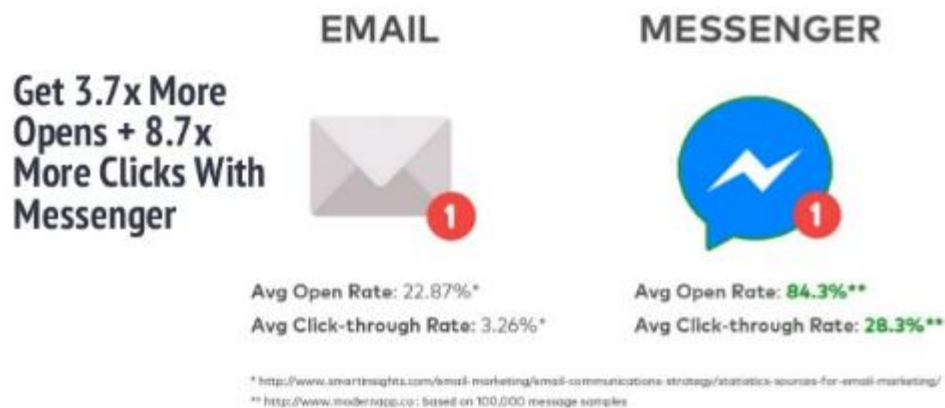 EMAIL
MESSENGER
Get 3.7x More
Opens + 8.7x
More Clicks With
Messenger
1
1
Avg Open Rate: 22.87%*
Avg Click-through Rate: 3.26%*
Avg Open Rate: 84.3%**
Avg Click-through Rate: 28.3%**
* http://www.smartinsights.com/email-marketing/email-communications-strategy/statistics-sources-for-email-marketing/
** http://www.modernapp.co: based on 100,000 message samples